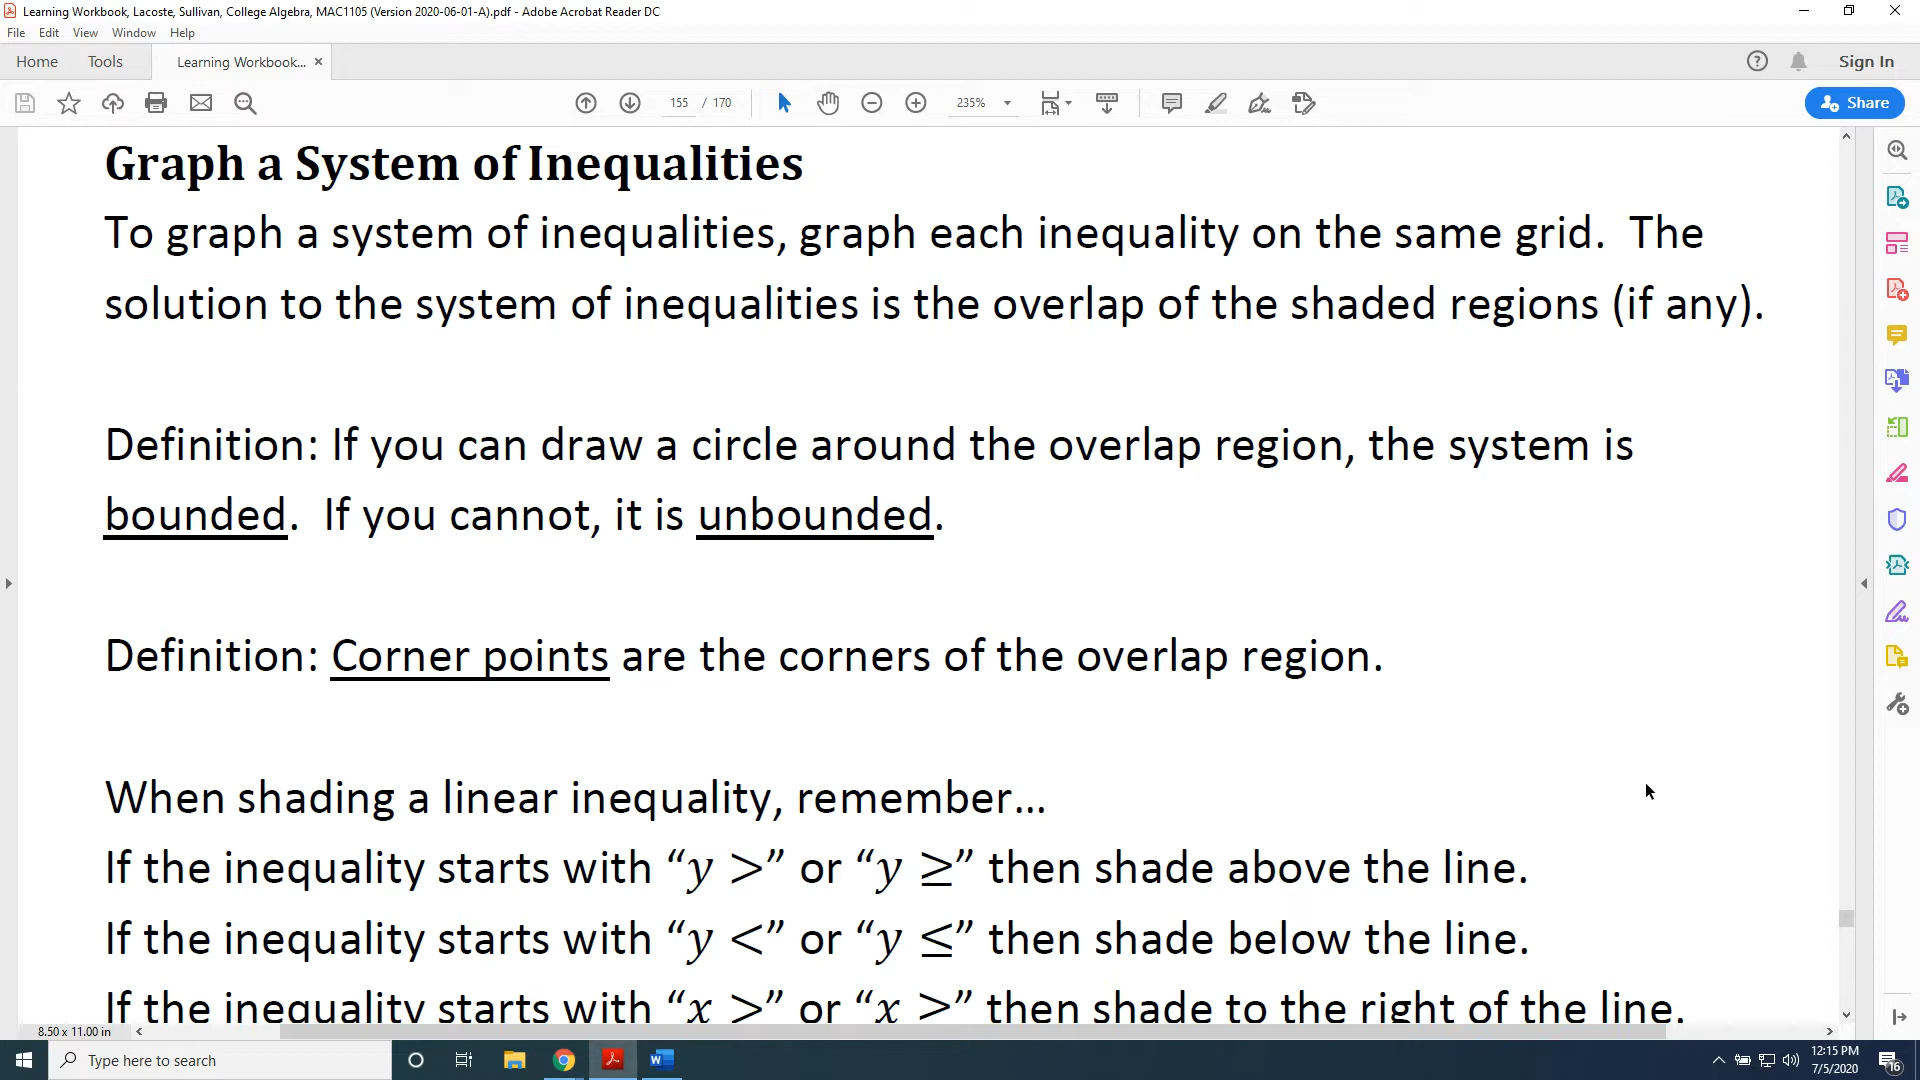 Learning Workbook, Lacoste, Sullivan, College Algebra, MAC1105 (Version 2020-06-01-A).pdf - Adobe Acrobat Reader DC
File Edit View Window Help
Home Tools Learning Workbook... × Sign In
155 / 170 235% Share
Graph a System of Inequalities
To graph a system of inequalities, graph each inequality on the same grid.  The
solution to the system of inequalities is the overlap of the shaded regions (if any).
Definition: If you can draw a circle around the overlap region, the system is
bounded.  If you cannot, it is unbounded.
Definition: Corner points are the corners of the overlap region.
When shading a linear inequality, remember…
If the inequality starts with “y >” or “y ≥” then shade above the line.
If the inequality starts with “y <” or “y ≤” then shade below the line.
If the inequality starts with “x >” or “x >” then shade to the right of the line.
8.50 x 11.00 in
Type here to search
12:15 PM
7/5/2020
16